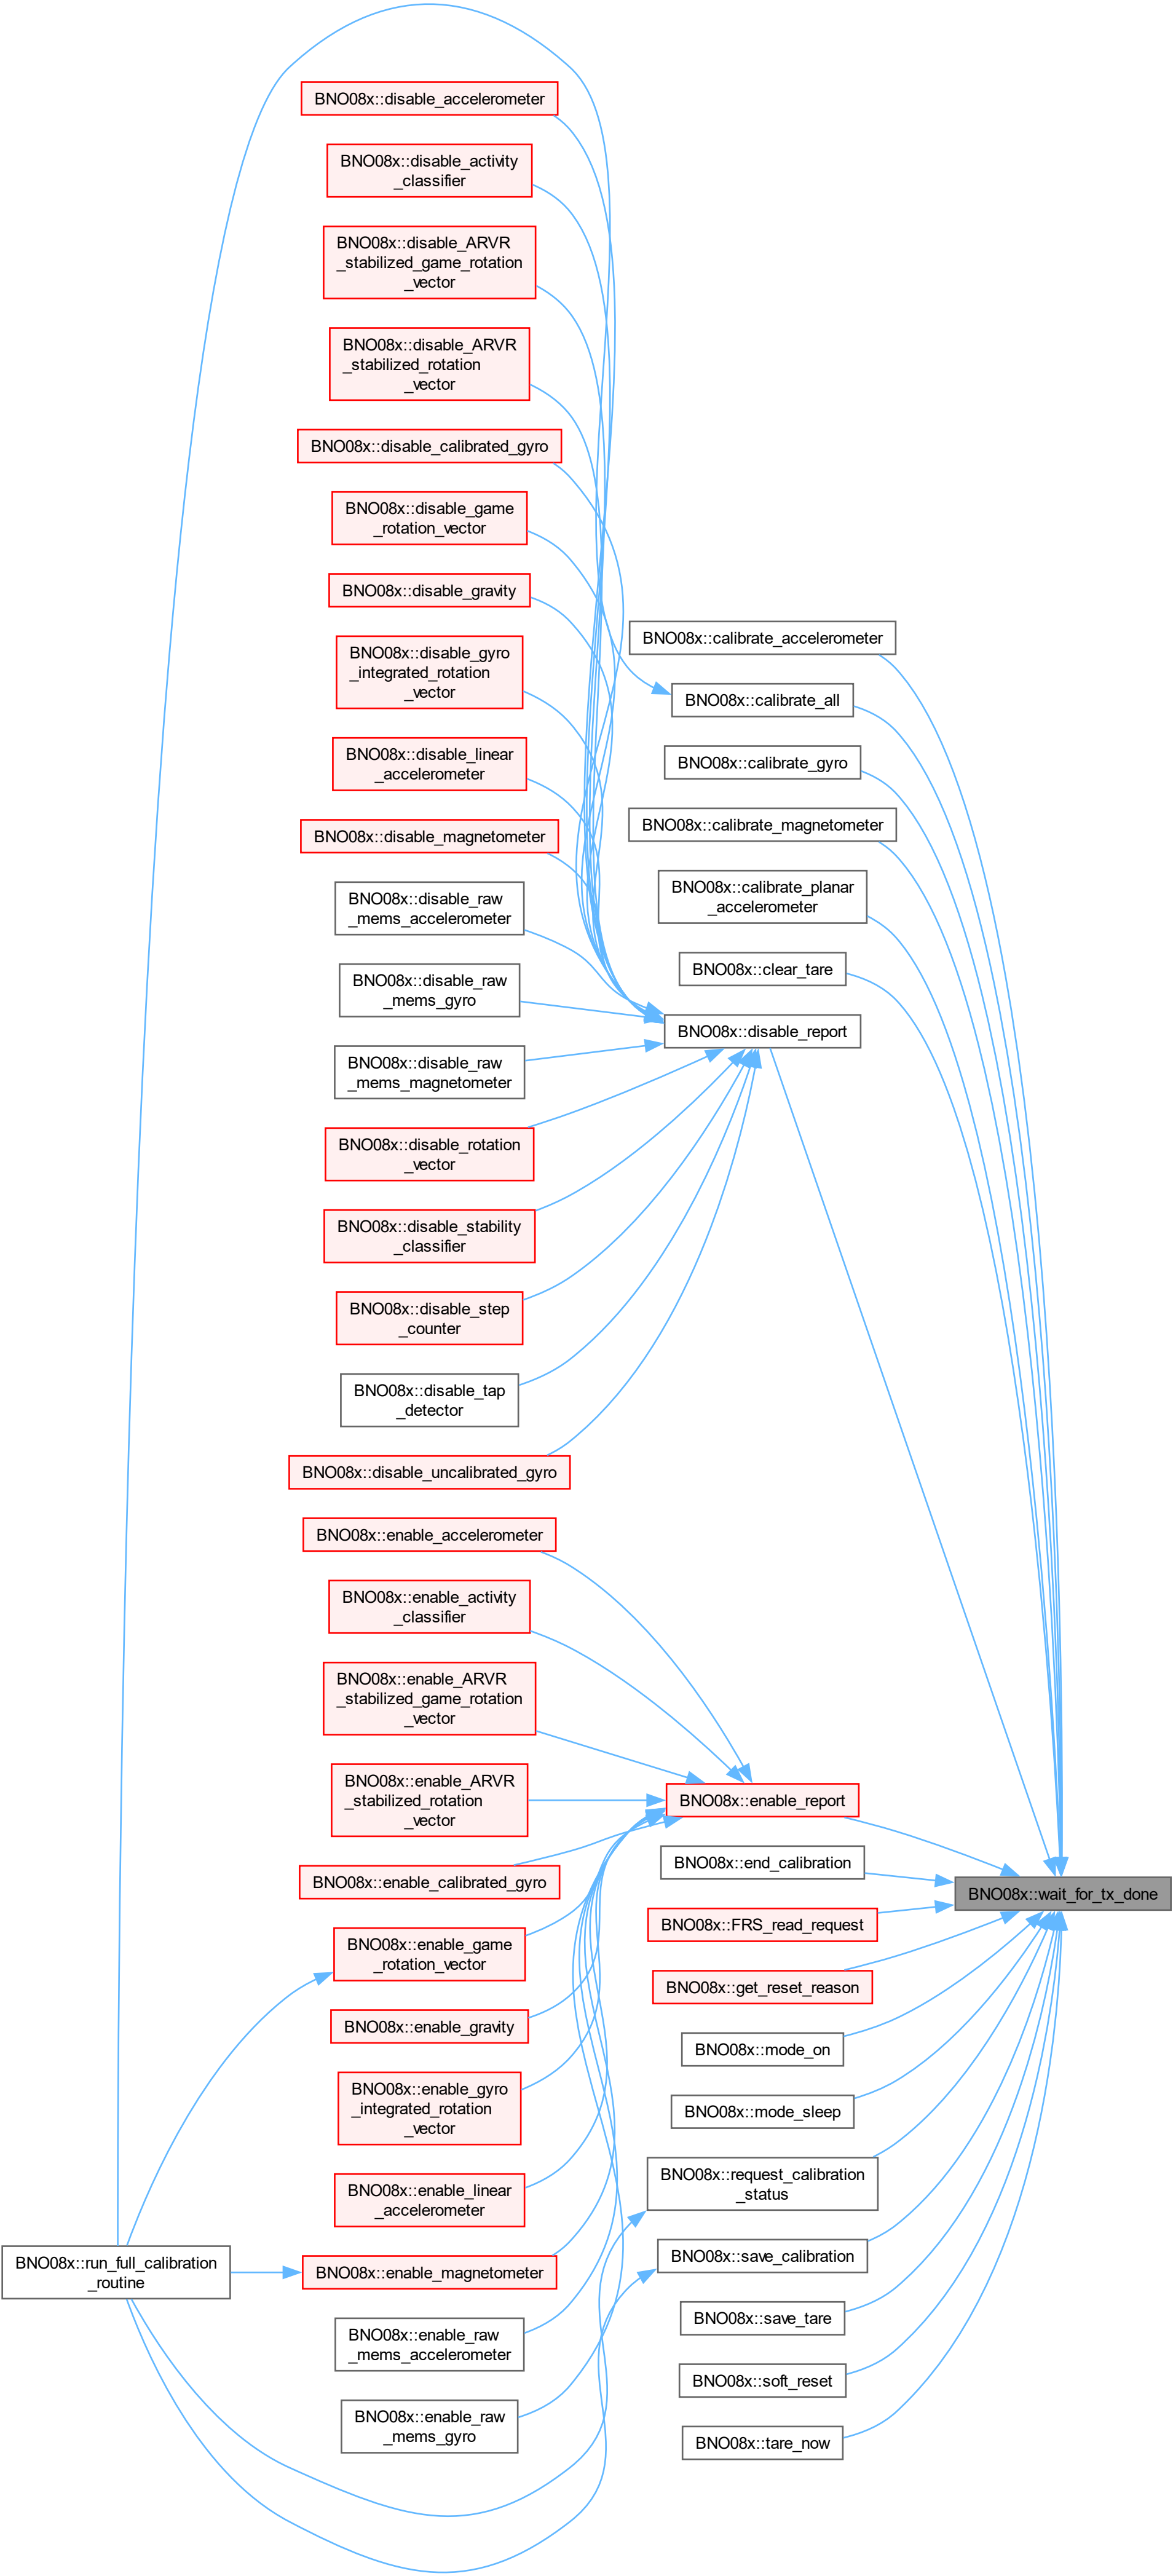 BNO08x::disable_accelerometer
BNO08x::disable_activity
_classifier
BNO08x::disable_ARVR
_stabilized_game_rotation
_vector
BNO08x::disable_ARVR
_stabilized_rotation
_vector
BNO08x::disable_calibrated_gyro
BNO08x::disable_game
_rotation_vector
BNO08x::disable_gravity
BNO08x::disable_gyro
_integrated_rotation
_vector
BNO08x::disable_linear
_accelerometer
BNO08x::disable_magnetometer
BNO08x::disable_raw
_mems_accelerometer
BNO08x::disable_raw
_mems_gyro
BNO08x::disable_raw
_mems_magnetometer
BNO08x::disable_rotation
_vector
BNO08x::disable_stability
_classifier
BNO08x::disable_step
_counter
BNO08x::disable_tap
_detector
BNO08x::disable_uncalibrated_gyro
BNO08x::enable_accelerometer
BNO08x::enable_activity
_classifier
BNO08x::enable_ARVR
_stabilized_game_rotation
_vector
BNO08x::enable_ARVR
_stabilized_rotation
_vector
BNO08x::enable_calibrated_gyro
BNO08x::enable_game
_rotation_vector
BNO08x::enable_gravity
BNO08x::enable_gyro
_integrated_rotation
_vector
BNO08x::enable_linear
_accelerometer
BNO08x::run_full_calibration
_routine
BNO08x::enable_magnetometer
BNO08x::enable_raw
_mems_accelerometer
BNO08x::enable_raw
_mems_gyro
BNO08x::calibrate_accelerometer
BNO08x::calibrate_all
BNO08x::calibrate_gyro
BNO08x::calibrate_magnetometer
BNO08x::calibrate_planar
_accelerometer
BNO08x::clear_tare
BNO08x::disable_report
BNO08x::enable_report
BNO08x::end_calibration
BNO08x::wait_for_tx_done
BNO08x::FRS_read_request
BNO08x::get_reset_reason
BNO08x::mode_on
BNO08x::mode_sleep
BNO08x::request_calibration
_status
BNO08x::save_calibration
BNO08x::save_tare
BNO08x::soft_reset
BNO08x::tare_now